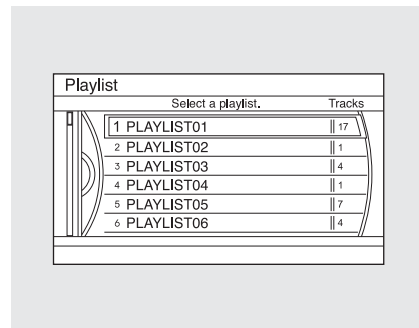 Playlist
Select a playlist. Tracks
1 PLAYLIST01 17
2 PLAYLIST02 1
3 PLAYLIST03 4
4 PLAYLIST04 1
5 PLAYLIST05 7
6 PLAYLIST06 4